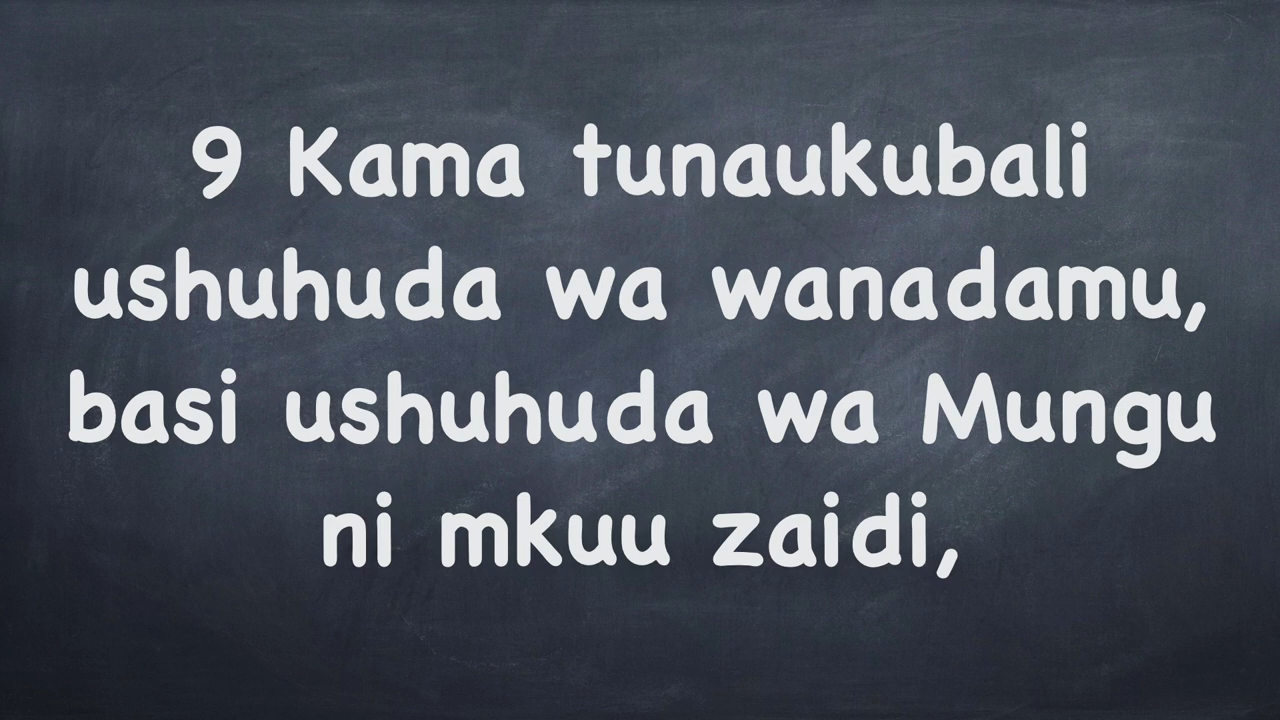 9 Kama tunaukubali
ushuhuda wa wanadamu,
basi ushuhuda wa Mungu
ni mkuu zaidi,